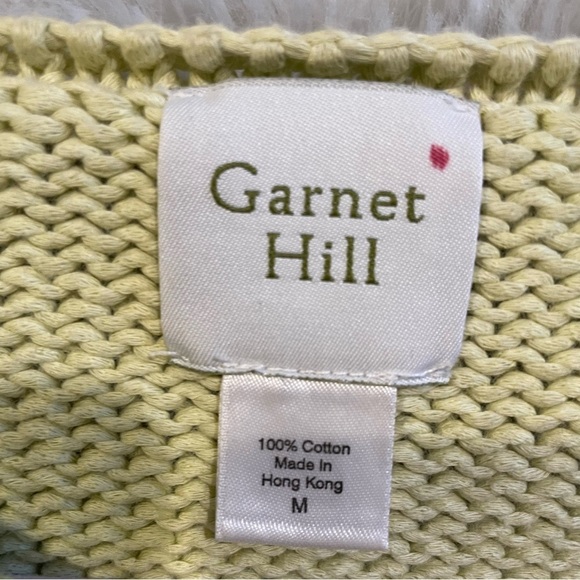 Garnet
Hill
100% Cotton
Made In
Hong Kong
M